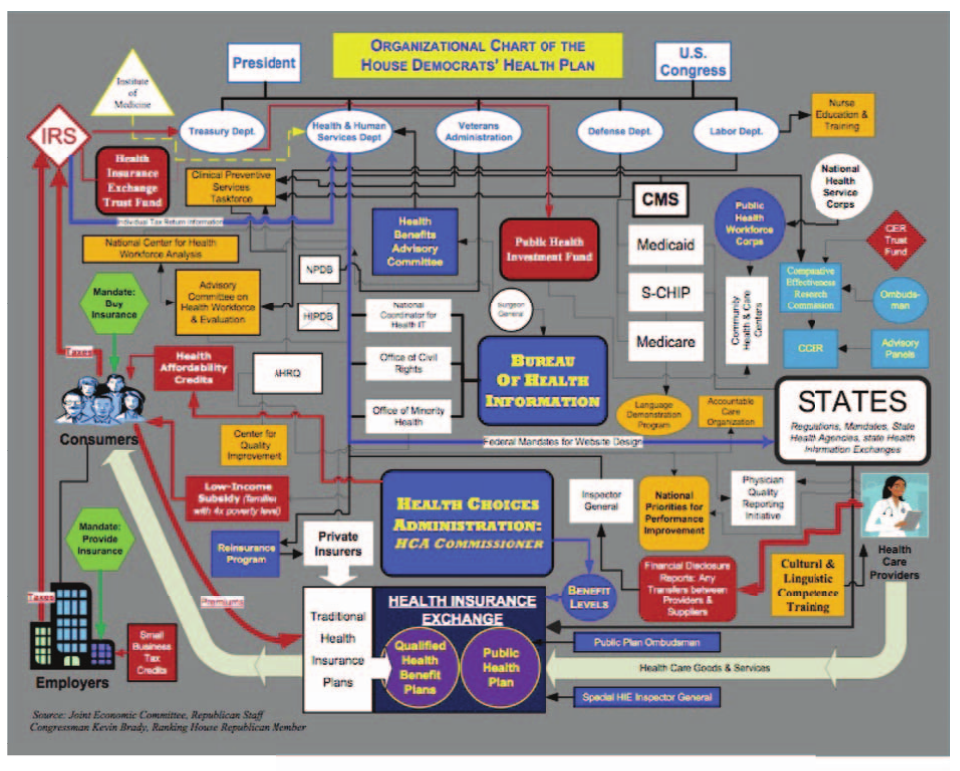 ORGANIZATIONAL CHART OF THE
HOUSE DEMOCRATS' HEALTH PLAN
President
U.S.
Congress
Institute
of
Medicine
IRS
Treasury Dept.
Health & Human
Services Dept
Veterans
Administration
Defense Dept.
Labor Dept.
Nurse
Education &
Training
Health
Insurance
Exchange
Trust Fund
Clinical Preventive
Services
Taskforce
CMS
National
Health
Service
Corps
Public
Health
Workforce
Corps
Individual Tax Return Information
Health
Benefits
Advisory
Committee
Public Health
Investment Fund
Medicaid
CER
Trust
Fund
National Center for Health
Workforce Analysis
NPDB
Mandate:
Buy
Insurance
Advisory
Committee on
Health Workforce
& Evaluation
HIPDB
National
Coordinator for
Health IT
Surgeon
General
S-CHIP
Community
Health & Care
Centers
Comparative
Effectiveness
Research
Commission
Ombuds-
man
Medicare
CCER
Advisory
Panels
Taxes
Health
Affordability
Credits
AHRQ
Office of Civil
Rights
BUREAU
OF HEALTH
INFORMATION
Consumers
Office of Minority
Health
Language
Demonstration
Program
Accountable
Care
Organization
STATES
Regulations, Mandates, State
Health Agencies, state Health
Information Exchanges
Center for
Quality
Improvement
Federal Mandates for Website Design
Low-Income
Subsidy (families
with 4x poverty level)
HEALTH CHOICES
ADMINISTRATION:
HCA COMMISSIONER
Inspector
General
National
Priorities for
Performance
Improvement
Physician
Quality
Reporting
Initiative
Mandate:
Provide
Insurance
Reinsurance
Program
Private
Insurers
Health
Care
Providers
Financial Disclosure
Reports: Any
Transfers between
Providers &
Suppliers
Cultural &
Linguistic
Competence
Training
Taxes
BENEFIT
LEVELS
Traditional
Health
Insurance
Plans
HEALTH INSURANCE
EXCHANGE
Qualified
Health
Benefit
Plans
Public
Health
Plan
Public Plan Ombudsman
Small
Business
Tax
Credits
Health Care Goods & Services
Employers
Special HIE Inspector General
Source: Joint Economic Committee, Republican Staff
Congressman Kevin Brady, Ranking House Republican Member